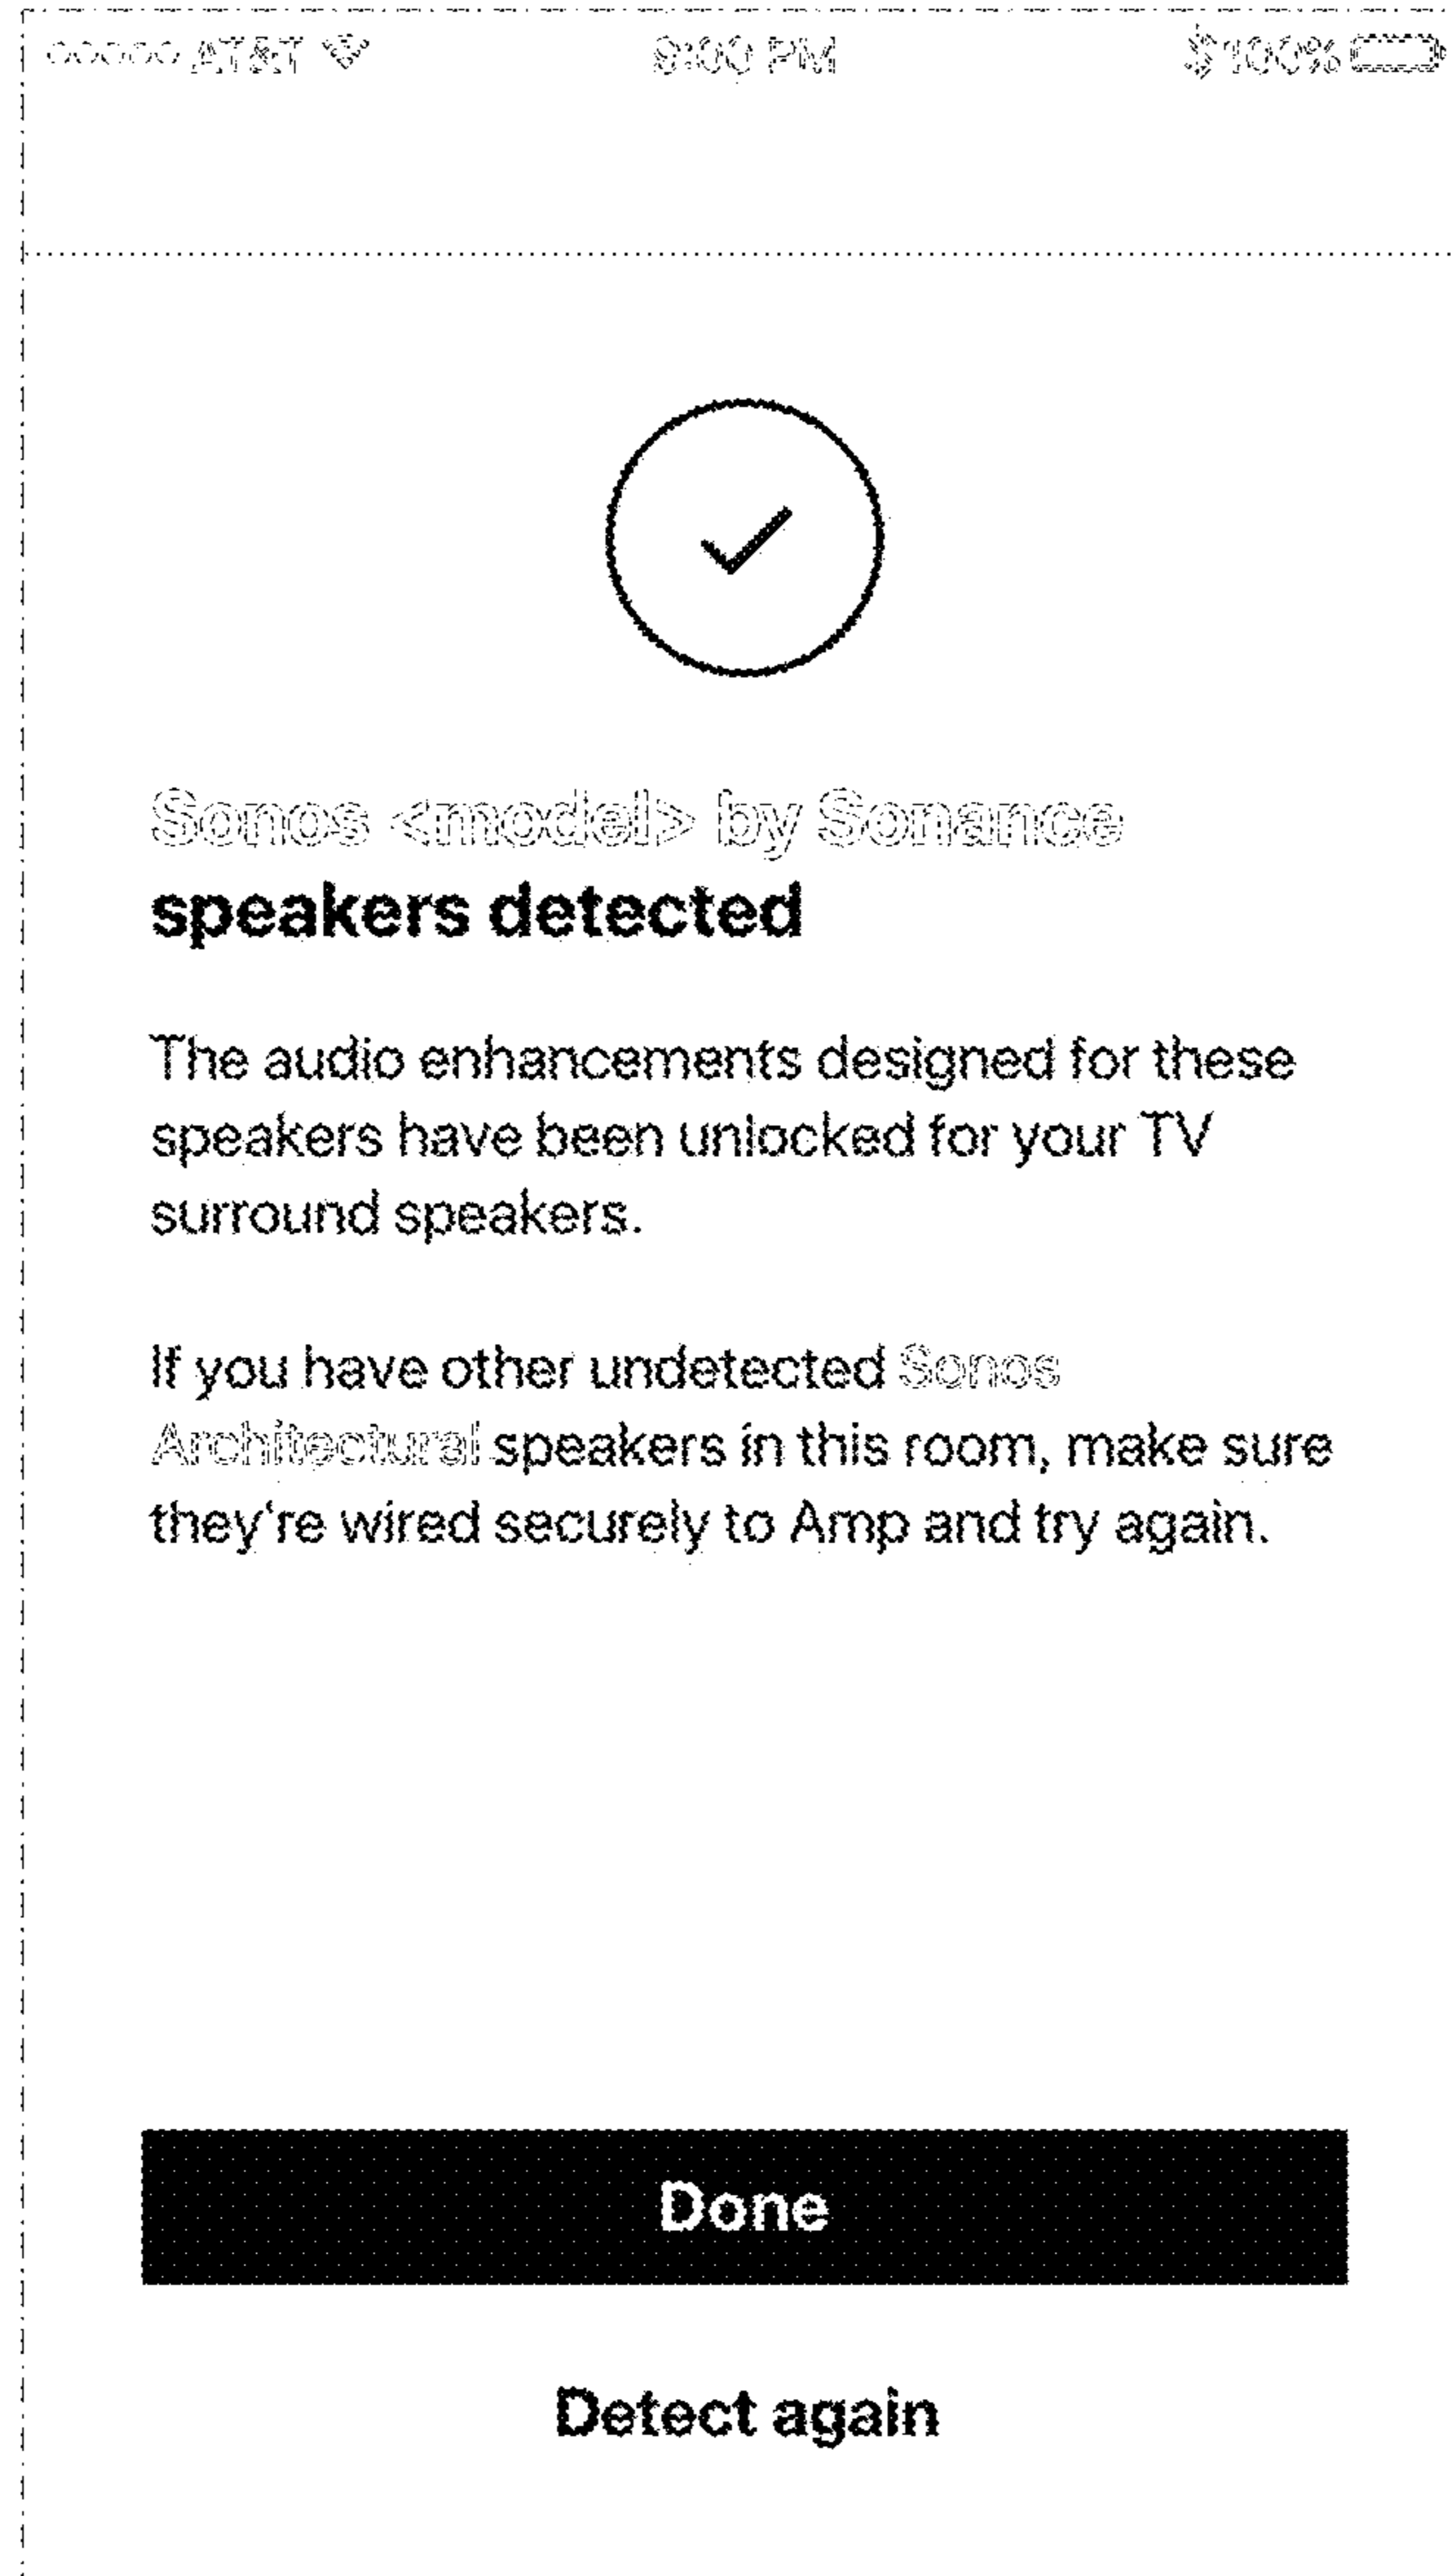 AT&T 9:00 PM 100%
Sonos <model> by Sonance
speakers detected
The audio enhancements designed for these
speakers have been unlocked for your TV
surround speakers.
If you have other undetected Sonos
Architectural speakers in this room, make sure
they're wired securely to Amp and try again.
Done
Detect again